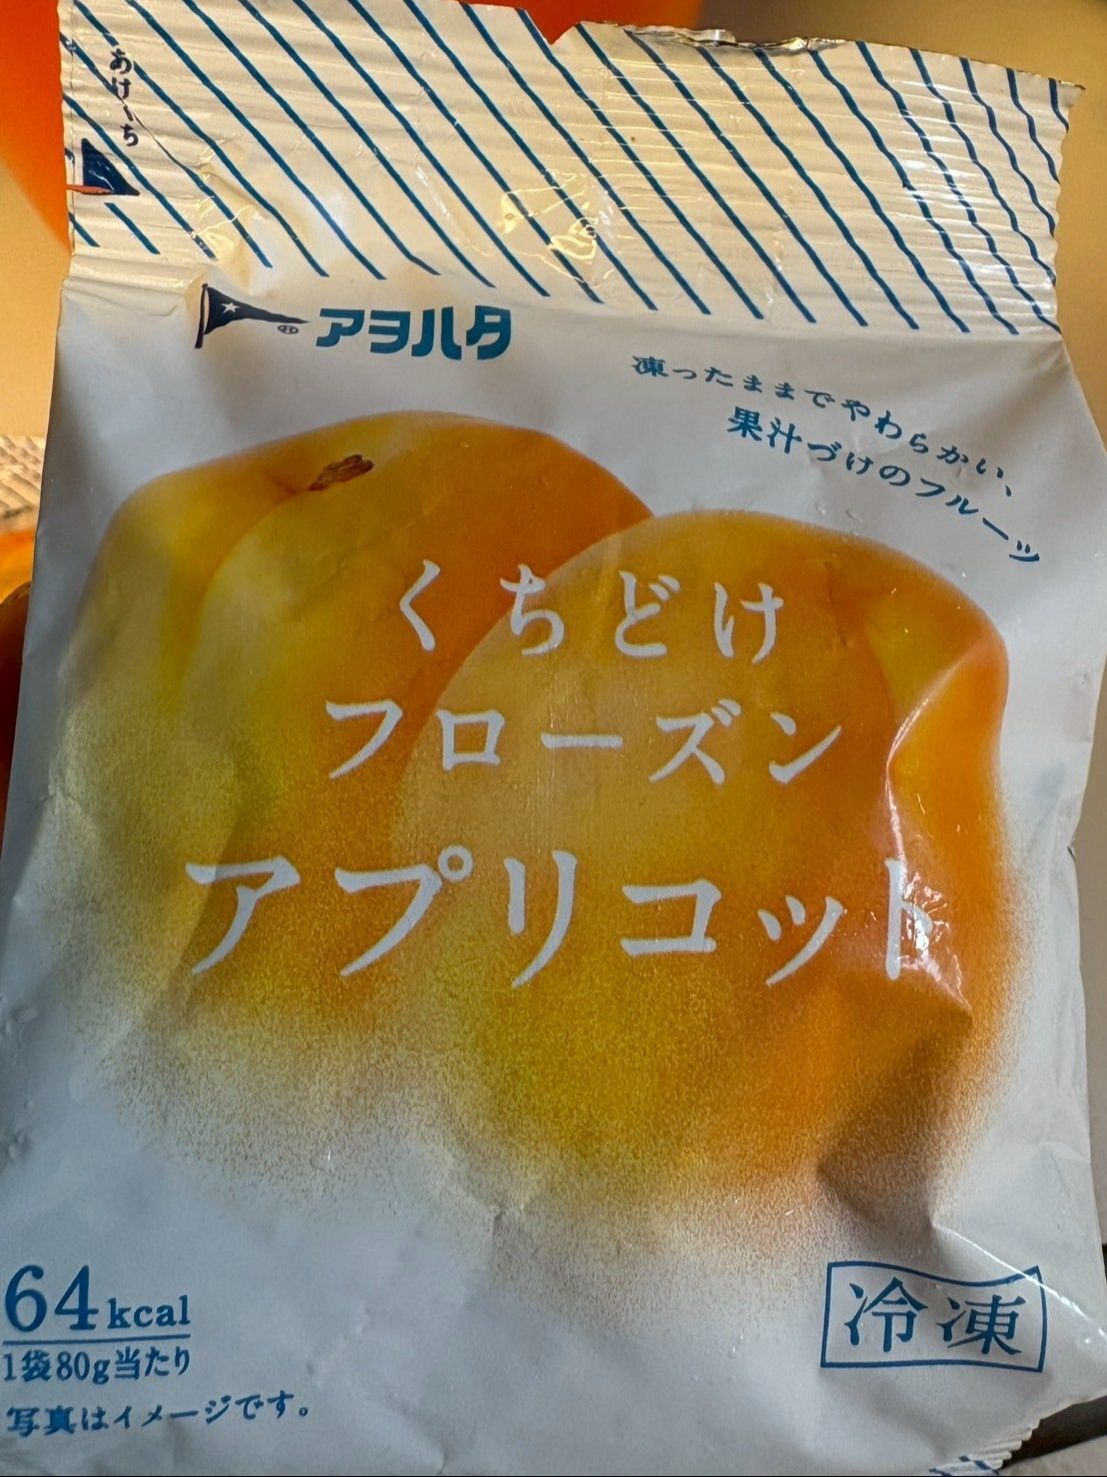 あけくち
アヲハタ
凍ったままでやわらかい、
果汁づけのフルーツ
くちどけ
フローズン
アプリコット
64kcal
1袋80g当たり
写真はイメージです。
冷凍